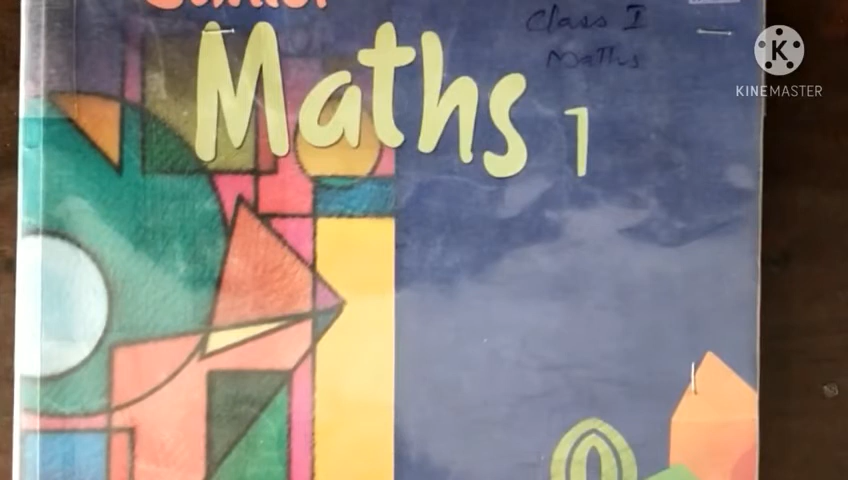 Class I
Maths
Maths 1
K
KINEMASTER